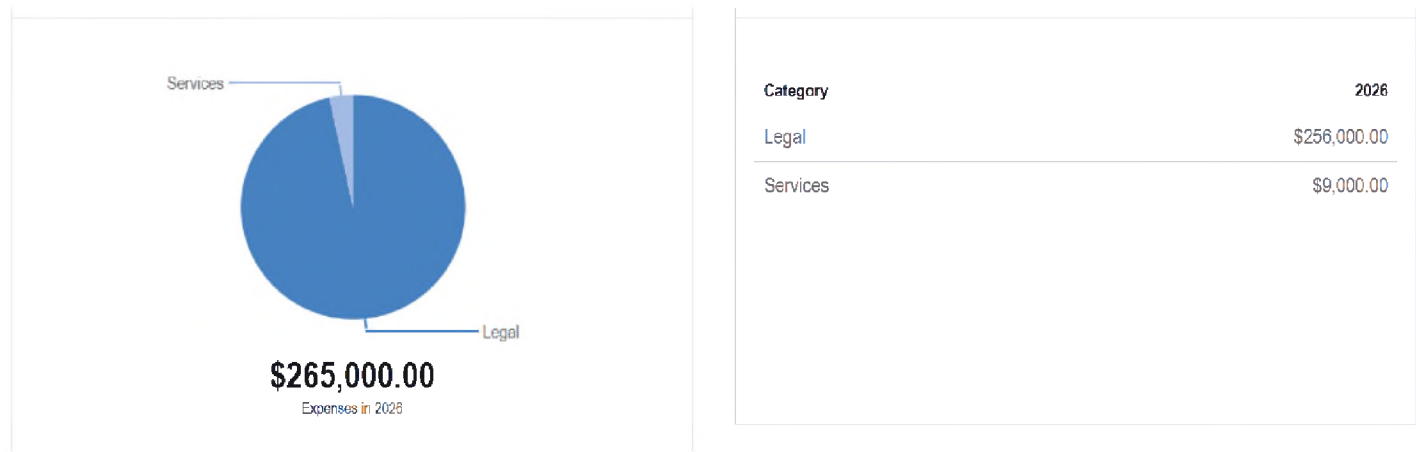 Services
Legal
$265,000.00
Expenses in 2026
Category 2026
Legal $256,000.00
Services $9,000.00